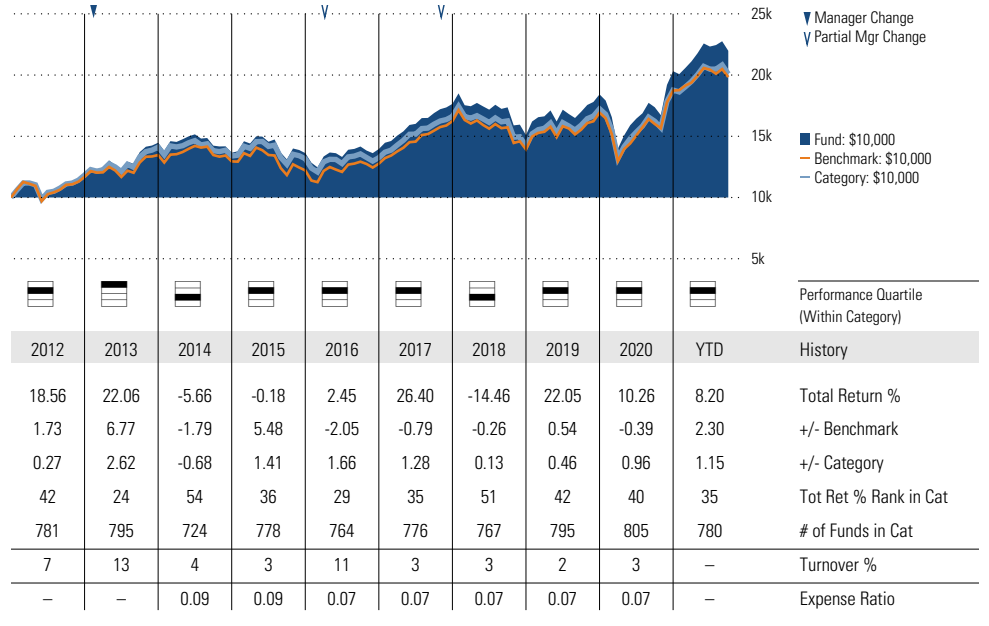 25k
20k
15k
10k
5k
Manager Change
Partial Mgr Change
Fund: $10,000
Benchmark: $10,000
Category: $10,000
Performance Quartile
(Within Category)
2012 2013 2014 2015 2016 2017 2018 2019 2020 YTD History
18.56 22.06 -5.66 -0.18 2.45 26.40 -14.46 22.05 10.26 8.20 Total Return %
1.73 6.77 -1.79 5.48 -2.05 -0.79 -0.26 0.54 -0.39 2.30 +/- Benchmark
0.27 2.62 -0.68 1.41 1.66 1.28 0.13 0.46 0.96 1.15 +/- Category
42 24 54 36 29 35 51 42 40 35 Tot Ret % Rank in Cat
781 795 724 778 764 776 767 795 805 780 # of Funds in Cat
7 13 4 3 11 3 3 2 3 – Turnover %
– – 0.09 0.09 0.07 0.07 0.07 0.07 0.07 – Expense Ratio